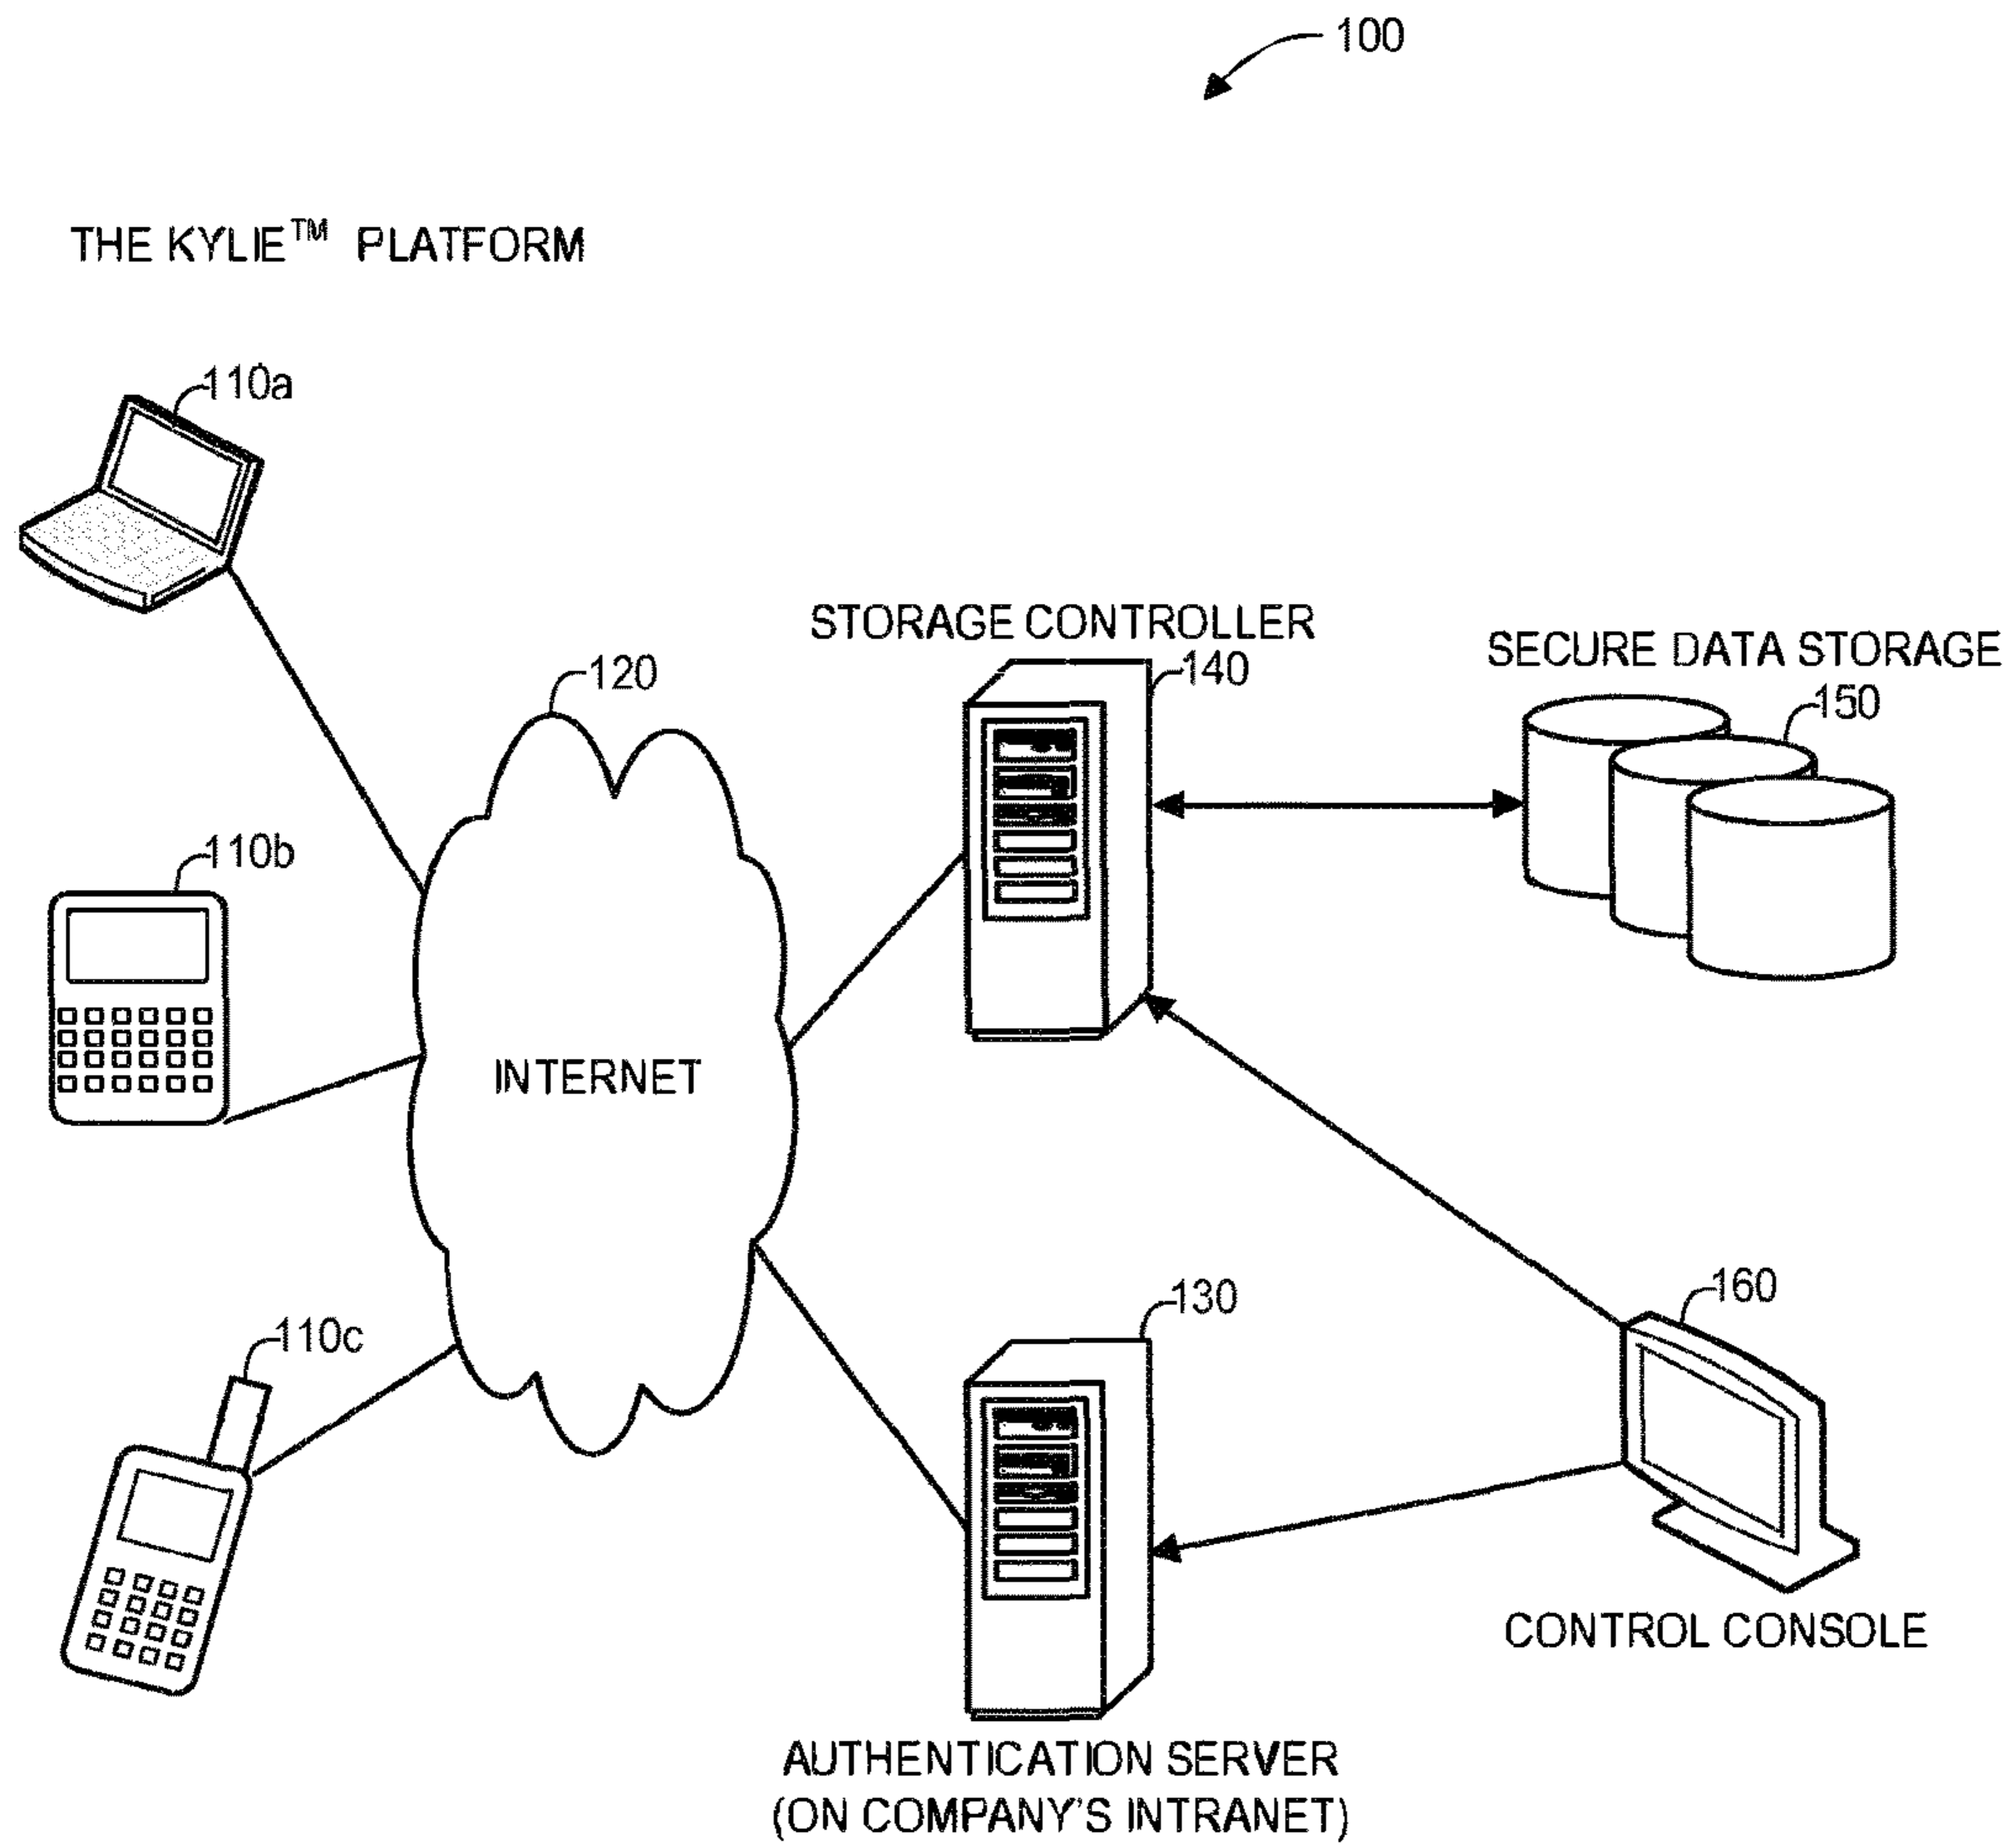 100
THE KYLIE™ PLATFORM
110a
STORAGE CONTROLLER
140
SECURE DATA STORAGE
150
120
110b
INTERNET
130
160
110c
CONTROL CONSOLE
AUTHENTICATION SERVER
(ON COMPANY'S INTRANET)